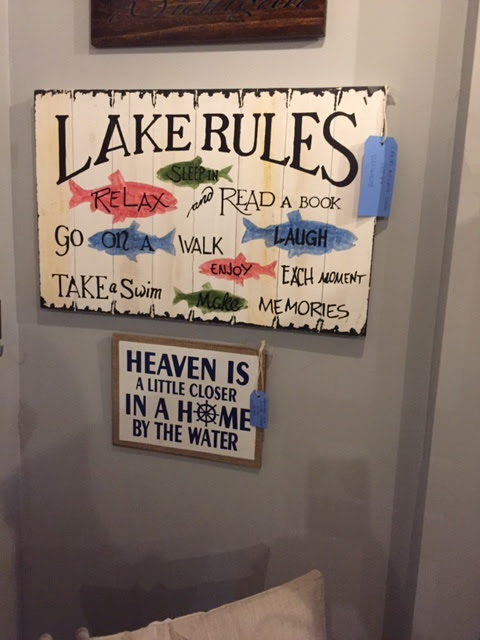 LAKE RULES
SLEEP IN
RELAX and READ A BOOK
GO ON A WALK LAUGH
ENJOY EACH MOMENT
TAKE a SWIM Make MEMORIES
HEAVEN IS
A LITTLE CLOSER
IN A HOME
BY THE WATER